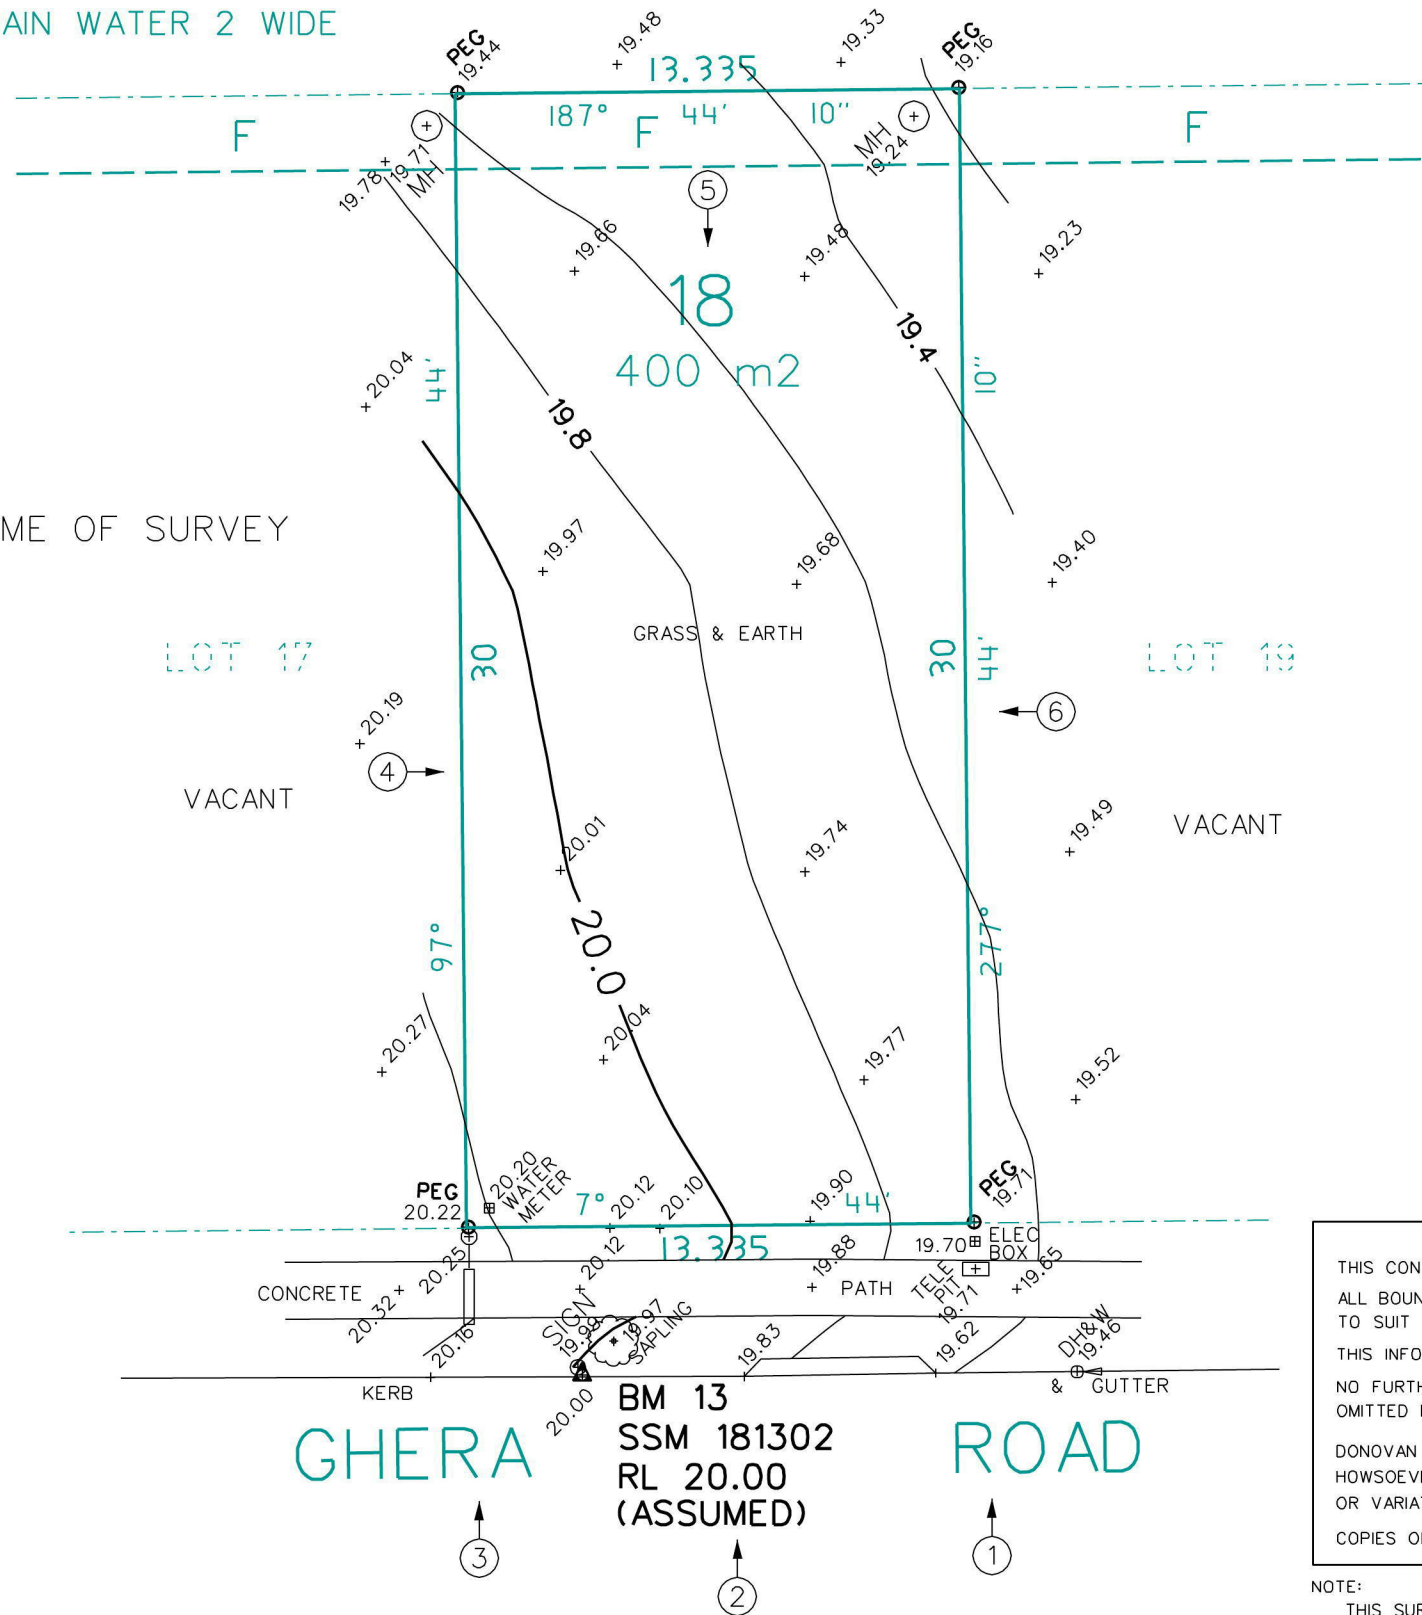 AIN WATER 2 WIDE
PEG
19.44
19.48
13.335
19.33
PEG
19.16
187° 44' 10"
F
F
F
19.78
19.71
MH
MH
19.24
5
19.66
19.48
19.23
18
400 m2
19.4
20.04
44'
10"
19.8
ME OF SURVEY
19.97
19.68
19.40
GRASS & EARTH
LOT 17
30
30
44'
LOT 19
20.19
6
4
VACANT
VACANT
20.01
19.74
19.49
97°
20.0
277°
20.27
20.04
19.77
19.52
PEG
20.22
20.20
WATER
METER
7°
20.12
20.10
19.90
44'
PEG
19.71
13.335
19.70
ELEC
BOX
CONCRETE
20.25
20.12
19.88
PATH
TELE
PIT
19.71
19.65
20.32
20.16
SIGN
19.99
19.97
SAPLING
19.83
19.62
DH&W
19.46
KERB
& GUTTER
20.00
BM 13
SSM 181302
RL 20.00
(ASSUMED)
GHERA ROAD
3
2
1
THIS CON
ALL BOUN
TO SUIT
THIS INFO
NO FURTH
OMITTED
DONOVAN
HOWSOEV
OR VARIAT
COPIES O
NOTE:
THIS SUR